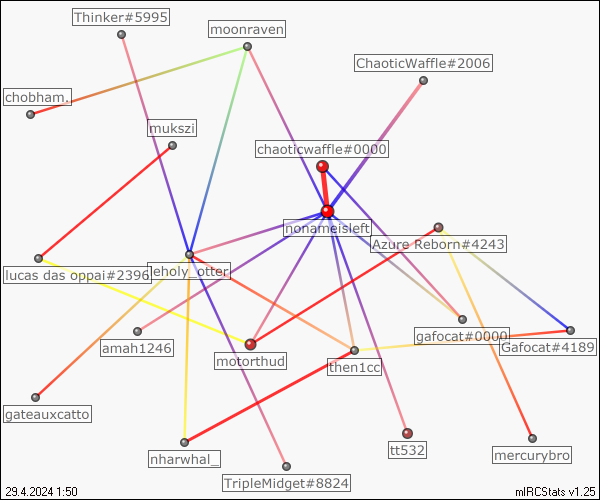 Thinker#5995
moonraven
ChaoticWaffle#2006
chobham.
mukszi
chaoticwaffle#0000
nonameisleft
Azure Reborn#4243
lucas das oppai#2396
leholy_otter
amah1246
motorthud
gafocat#0000
Gafocat#4189
then1cc
gateauxcatto
nharwhal_
tt532
mercurybro
TripleMidget#8824
29.4.2024 1:50
mIRCStats v1.25